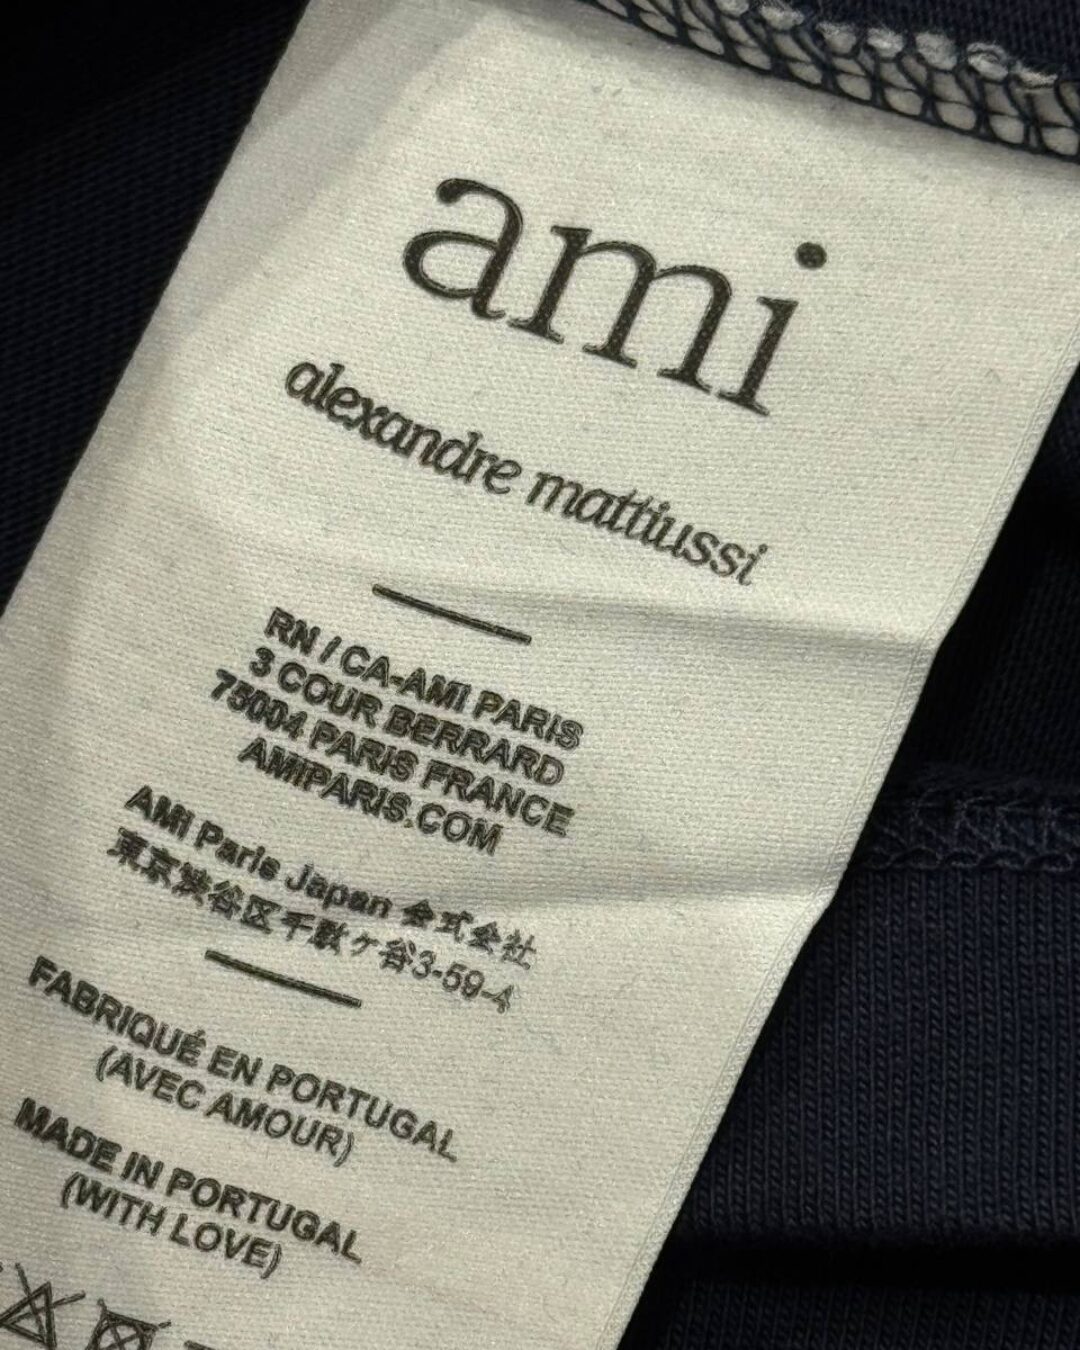 ami
alexandre mattiussi
RN / CA-AMI PARIS
3 COUR BERRARD
75004 PARIS FRANCE
AMIPARIS.COM
AMI Paris Japan 会式会社
東京渋谷区千駄ヶ谷3-59-4
FABRIQUÉ EN PORTUGAL
(AVEC AMOUR)
MADE IN PORTUGAL
(WITH LOVE)